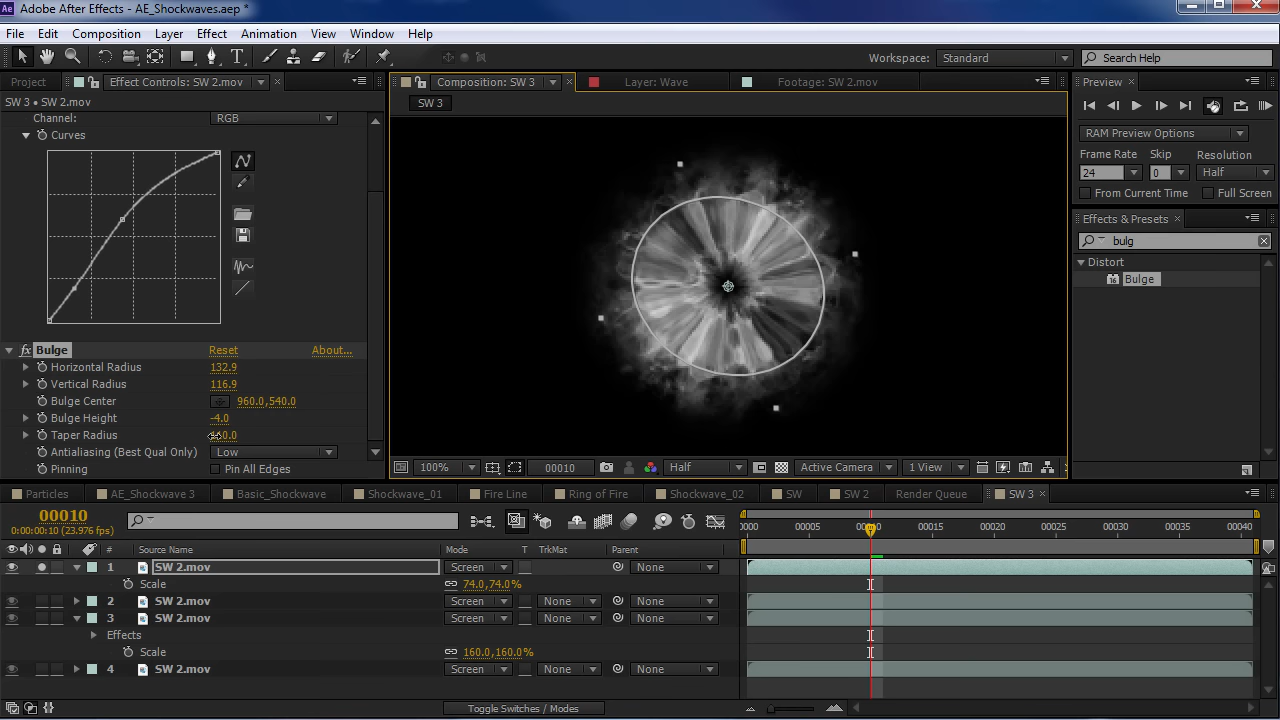 Ae Adobe After Effects - AE_Shockwaves.aep *
File Edit Composition Layer Effect Animation View Window Help
Workspace: Standard Search Help
Project Effect Controls: SW 2.mov Composition: SW 3 Layer: Wave Footage: SW 2.mov Preview
SW 3 • SW 2.mov SW 3
Channel: RGB
Curves
RAM Preview Options
Frame Rate Skip Resolution
24 0 Half
From Current Time Full Screen
Effects & Presets
bulg
Distort
16 Bulge
fx Bulge Reset About...
Horizontal Radius 132.9
Vertical Radius 116.9
Bulge Center 960.0,540.0
Bulge Height -4.0
Taper Radius
Antialiasing (Best Qual Only) Low
Pinning Pin All Edges
100% 00010 Half Active Camera 1 View
Particles AE_Shockwave 3 Basic_Shockwave Shockwave_01 Fire Line Ring of Fire Shockwave_02 SW SW 2 Render Queue SW 3
00010
0:00:00:10 (23.976 fps)
0000 00005 00010 00015 00020 00025 00030 00035 00040
# Source Name Mode T TrkMat Parent
1 SW 2.mov Screen None
Scale 74.0,74.0%
2 SW 2.mov Screen None None
3 SW 2.mov Screen None None
Effects
Scale 160.0,160.0%
4 SW 2.mov Screen None None
Toggle Switches / Modes